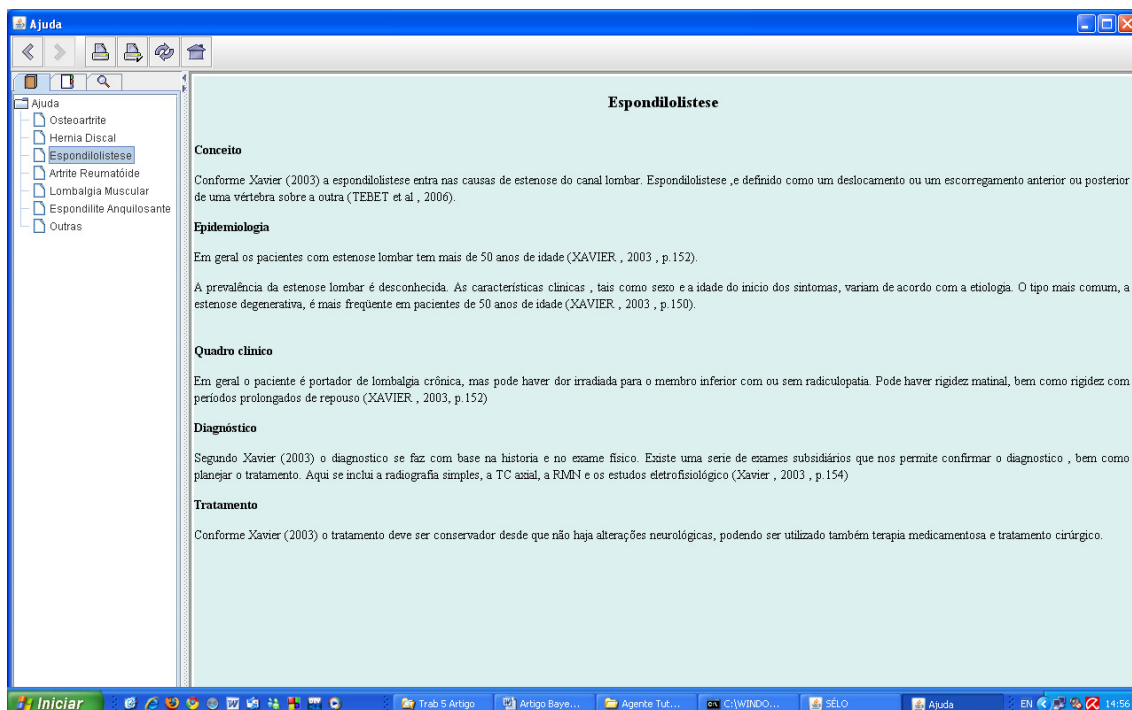 Ajuda
Ajuda
Osteoartrite
Hernia Discal
Espondilolistese
Artrite Reumatóide
Lombalgia Muscular
Espondilite Anquilosante
Outras
Espondilolistese
Conceito
Conforme Xavier (2003) a espondilolistese entra nas causas de estenose do canal lombar. Espondilolistese ,e definido como um deslocamento ou um escorregamento anterior ou posterior
de uma vértebra sobre a outra (TEBET et al , 2006).
Epidemiologia
Em geral os pacientes com estenose lombar tem mais de 50 anos de idade (XAVIER , 2003 , p.152).
A prevalência da estenose lombar é desconhecida. As características clinicas , tais como sexo e a idade do inicio dos sintomas, variam de acordo com a etiologia. O tipo mais comum, a
estenose degenerativa, é mais freqüente em pacientes de 50 anos de idade (XAVIER , 2003 , p.150).
Quadro clinico
Em geral o paciente é portador de lombalgia crônica, mas pode haver dor irradiada para o membro inferior com ou sem radiculopatia. Pode haver rigidez matinal, bem como rigidez com
períodos prolongados de repouso (XAVIER , 2003, p.152)
Diagnóstico
Segundo Xavier (2003) o diagnostico se faz com base na historia e no exame físico. Existe uma serie de exames subsidiários que nos permite confirmar o diagnostico , bem como
planejar o tratamento. Aqui se inclui a radiografia simples, a TC axial, a RMN e os estudos eletrofisiológico (Xavier , 2003 , p.154)
Tratamento
Conforme Xavier (2003) o tratamento deve ser conservador desde que não haja alterações neurológicas, podendo ser utilizado também terapia medicamentosa e tratamento cirúrgico.
Iniciar
Trab 5 Artigo
Artigo Baye...
Agente Tut...
C:\WINDO...
SÉLO
Ajuda
EN
14:56